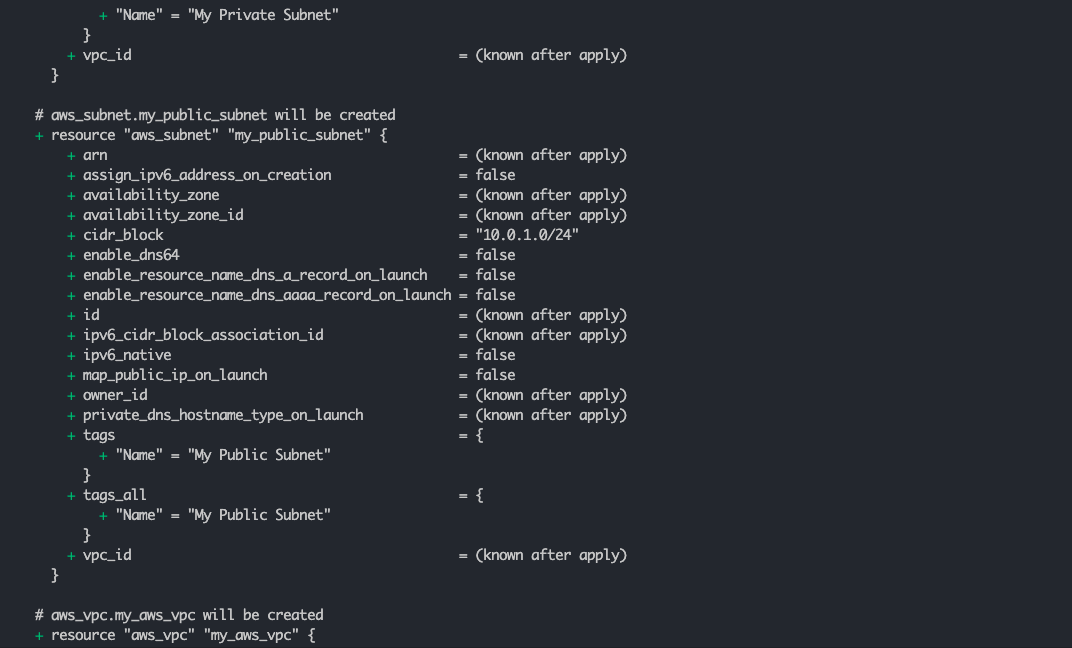 + "Name" = "My Private Subnet"
}
+ vpc_id = (known after apply)
}
# aws_subnet.my_public_subnet will be created
+ resource "aws_subnet" "my_public_subnet" {
+ arn = (known after apply)
+ assign_ipv6_address_on_creation = false
+ availability_zone = (known after apply)
+ availability_zone_id = (known after apply)
+ cidr_block = "10.0.1.0/24"
+ enable_dns64 = false
+ enable_resource_name_dns_a_record_on_launch = false
+ enable_resource_name_dns_aaaa_record_on_launch = false
+ id = (known after apply)
+ ipv6_cidr_block_association_id = (known after apply)
+ ipv6_native = false
+ map_public_ip_on_launch = false
+ owner_id = (known after apply)
+ private_dns_hostname_type_on_launch = (known after apply)
+ tags = {
+ "Name" = "My Public Subnet"
}
+ tags_all = {
+ "Name" = "My Public Subnet"
}
+ vpc_id = (known after apply)
}
# aws_vpc.my_aws_vpc will be created
+ resource "aws_vpc" "my_aws_vpc" {